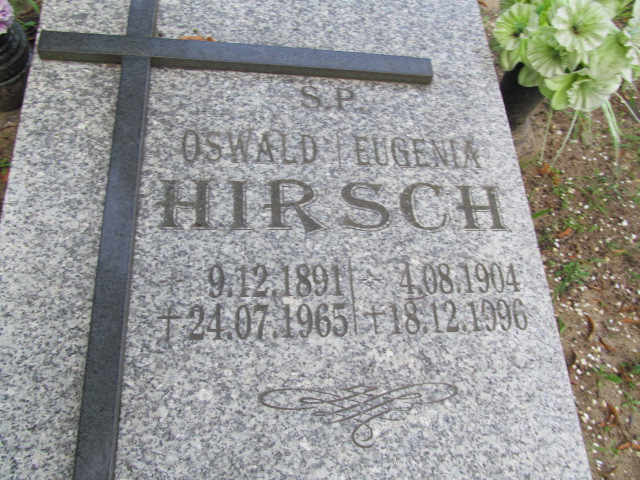 Ś.P.
OSWALD | EUGENIA
HIRSCH
* 9.12.1891 * 4.08.1904
† 24.07.1965 † 18.12.1996